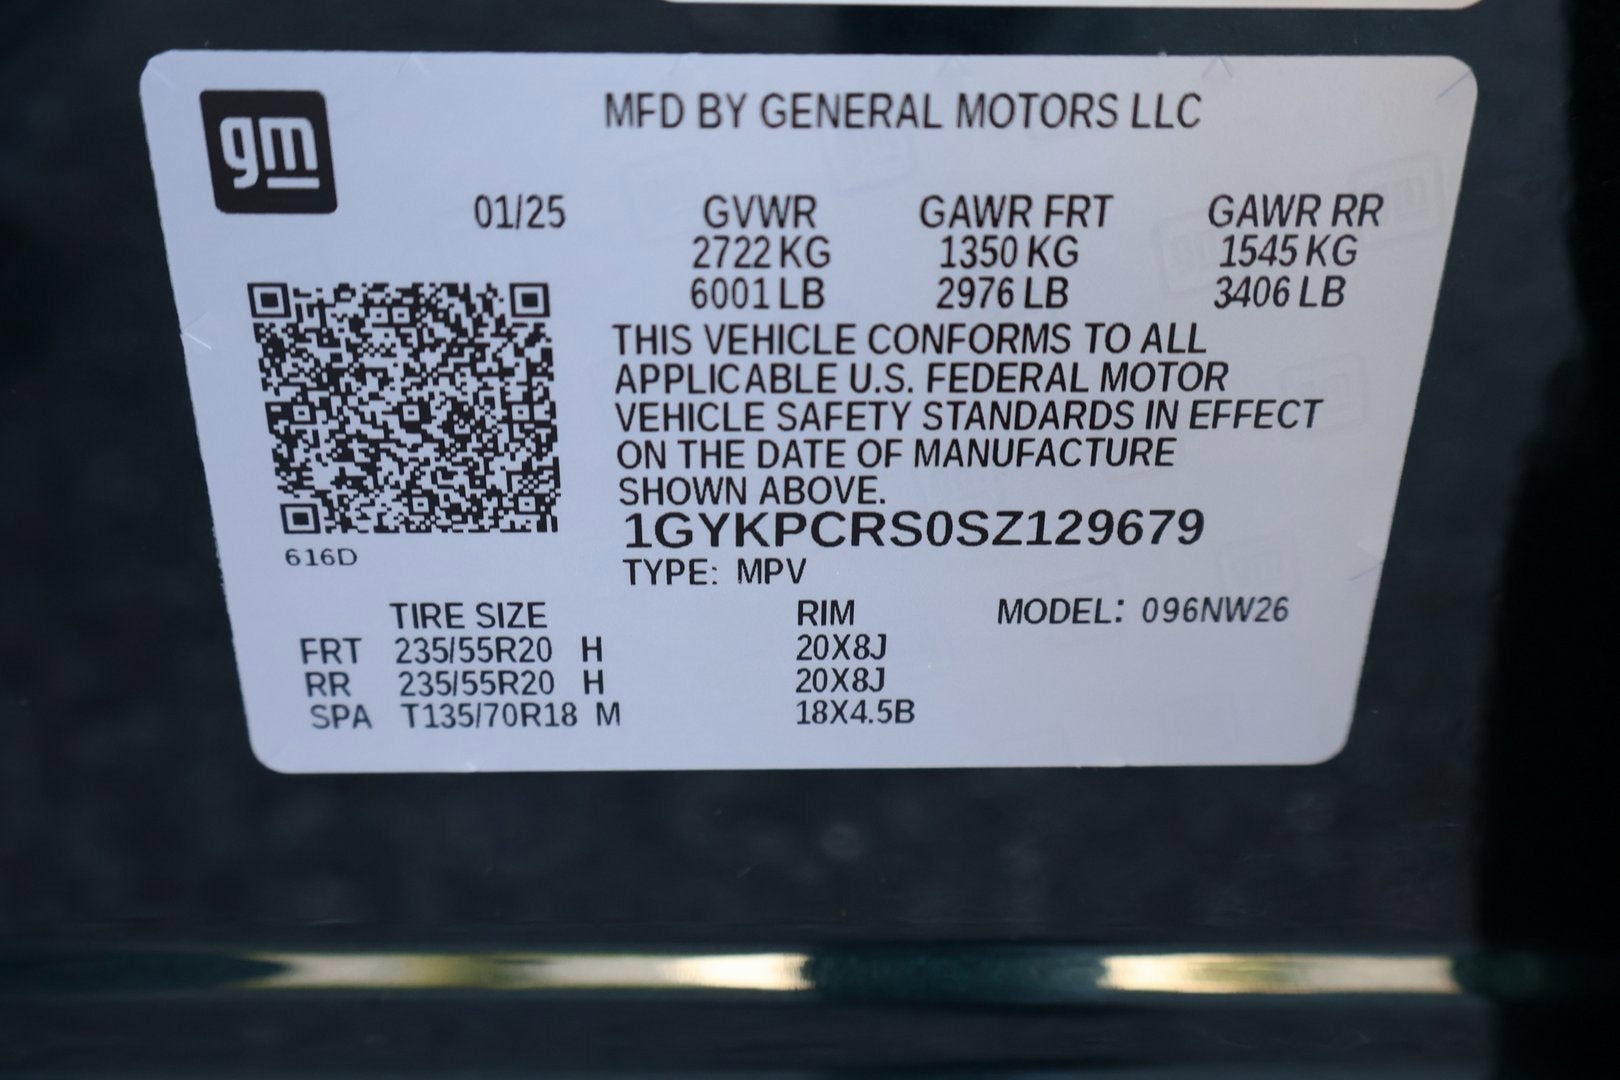 gm
MFD BY GENERAL MOTORS LLC
01/25 GVWR GAWR FRT GAWR RR
2722 KG 1350 KG 1545 KG
6001 LB 2976 LB 3406 LB
THIS VEHICLE CONFORMS TO ALL
APPLICABLE U.S. FEDERAL MOTOR
VEHICLE SAFETY STANDARDS IN EFFECT
ON THE DATE OF MANUFACTURE
SHOWN ABOVE.
1GYKPCRS0SZ129679
616D
TYPE: MPV
TIRE SIZE RIM MODEL: 096NW26
FRT 235/55R20 H 20X8J
RR 235/55R20 H 20X8J
SPA T135/70R18 M 18X4.5B